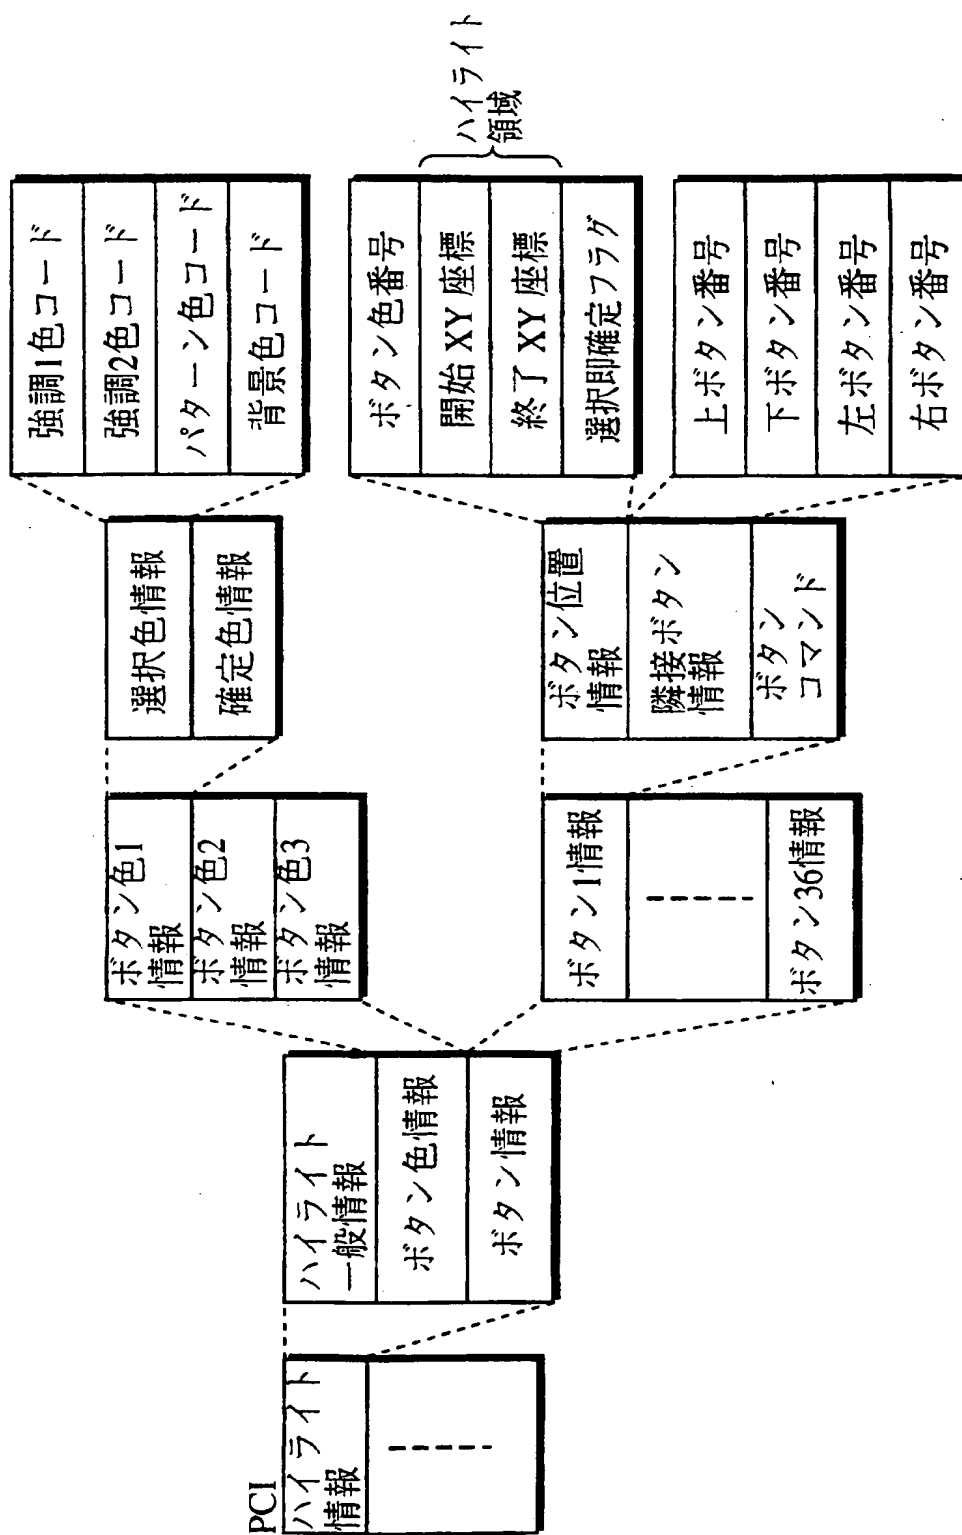 PCI
ハイライト
情報
ハイライト
一般情報
ボタン色情報
ボタン情報
ボタン色1
情報
ボタン色2
情報
ボタン色3
情報
ボタン1情報
ボタン36情報
選択色情報
確定色情報
ボタン位置
情報
隣接ボタン
情報
ボタン
コマンド
強調1色コード
強調2色コード
パターン色コード
背景色コード
ボタン色番号
開始 XY 座標
終了 XY 座標
選択即確定フラグ
ハイライト
領域
上ボタン番号
下ボタン番号
左ボタン番号
右ボタン番号